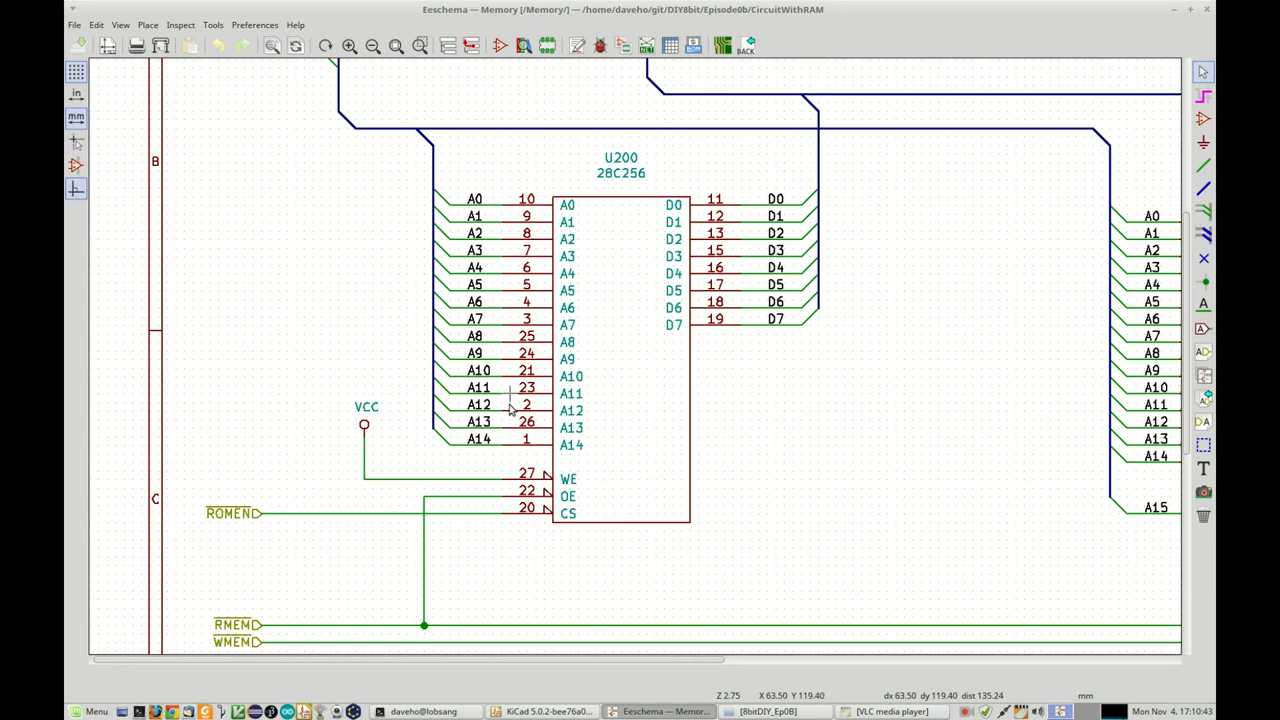 Eeschema — Memory [/Memory/] — /home/daveho/git/DIY8bit/Episode0b/CircuitWithRAM
File Edit View Place Inspect Tools Preferences Help
NET
BOM
BACK
in
mm
B
C
U200
28C256
A0 10 A0 D0 11 D0
A1 9 A1 D1 12 D1
A2 8 A2 D2 13 D2
A3 7 A3 D3 15 D3
A4 6 A4 D4 16 D4
A5 5 A5 D5 17 D5
A6 4 A6 D6 18 D6
A7 3 A7 D7 19 D7
A8 25 A8
A9 24 A9
A10 21 A10
A11 23 A11
A12 2 A12
A13 26 A13
A14 1 A14
VCC
27 WE
22 OE
20 CS
ROMEN
RMEM
WMEM
A0
A1
A2
A3
A4
A5
A6
A7
A8
A9
A10
A11
A12
A13
A14
A15
A
A
T
Z 2.75 X 63.50 Y 119.40 dx 63.50 dy 119.40 dist 135.24 mm
Menu daveho@lobsang KiCad 5.0.2-bee76a0... Eeschema — Memor... [8bitDIY_Ep0B] [VLC media player] Mon Nov 4, 17:10:43